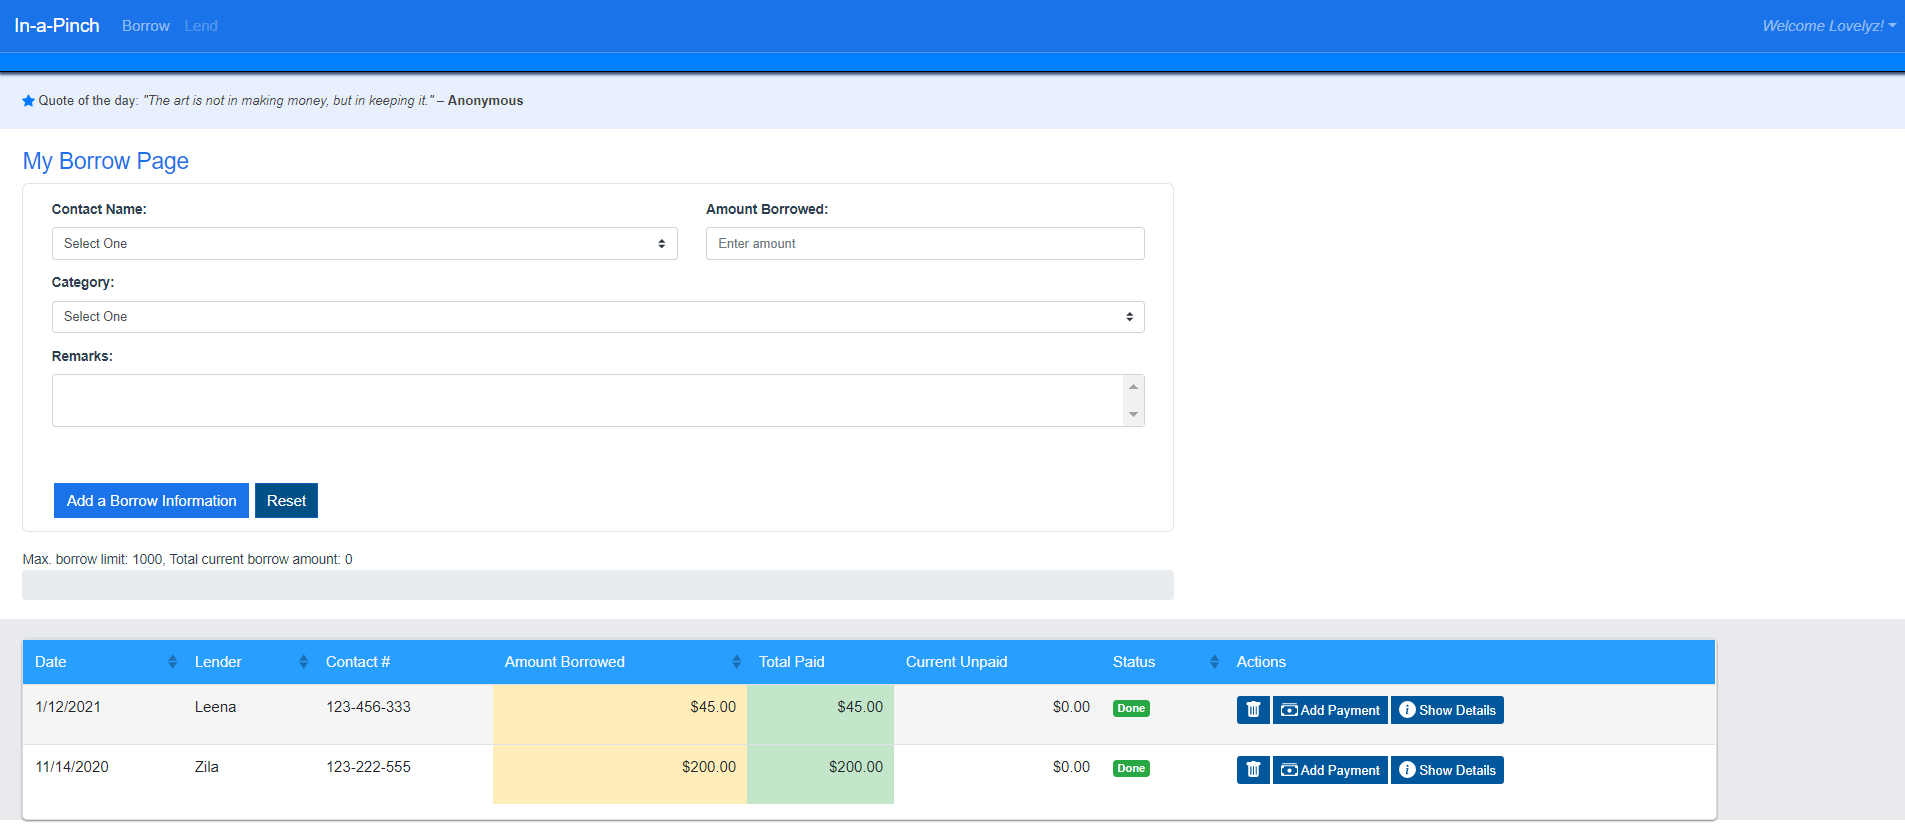 In-a-Pinch Borrow Lend Welcome Lovelyz!
Quote of the day: "The art is not in making money, but in keeping it." – Anonymous
My Borrow Page
Contact Name: Amount Borrowed:
Select One Enter amount
Category:
Select One
Remarks:
Add a Borrow Information Reset
Max. borrow limit: 1000, Total current borrow amount: 0
Date Lender Contact # Amount Borrowed Total Paid Current Unpaid Status Actions
1/12/2021 Leena 123-456-333 $45.00 $45.00 $0.00 Done Add Payment Show Details
11/14/2020 Zila 123-222-555 $200.00 $200.00 $0.00 Done Add Payment Show Details